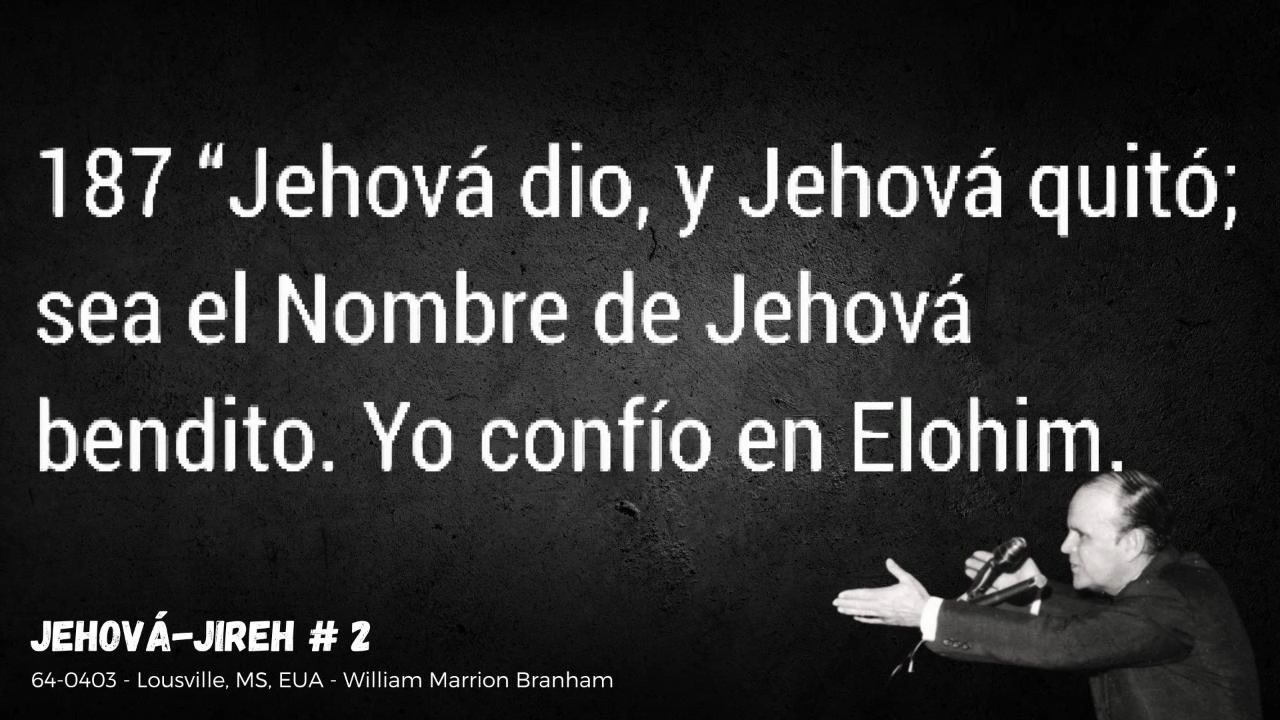 187 “Jehová dio, y Jehová quitó;
sea el Nombre de Jehová
bendito. Yo confío en Elohim.
JEHOVÁ-JIREH # 2
64-0403 - Lousville, MS, EUA - William Marrion Branham